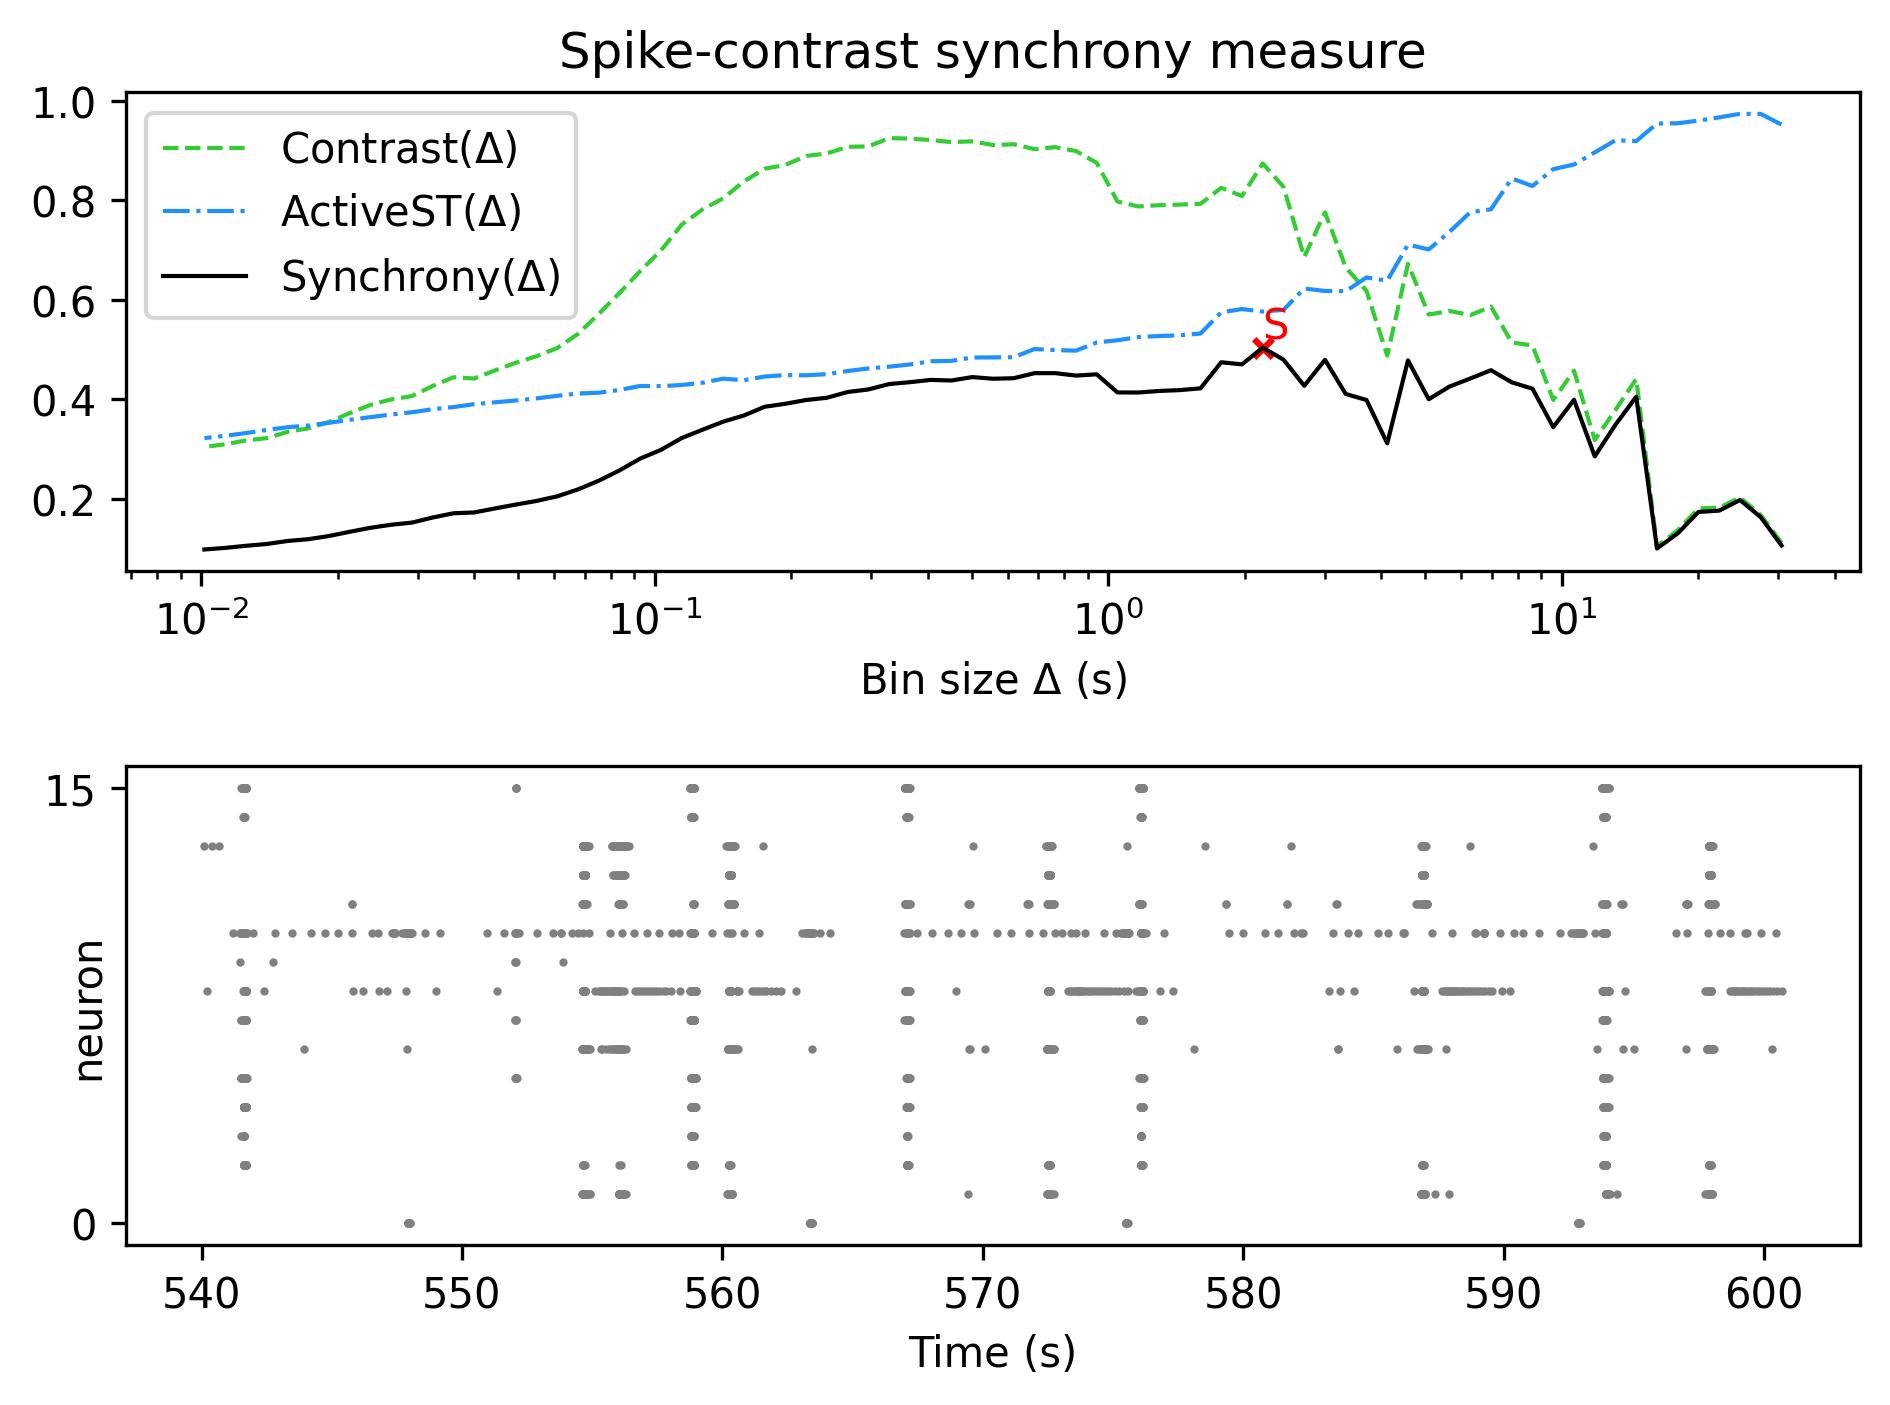 Spike-contrast synchrony measure
1.0
0.8
0.6
0.4
0.2
Contrast(Δ)
ActiveST(Δ)
Synchrony(Δ)
S
10⁻² 10⁻¹ 10⁰ 10¹
Bin size Δ (s)
15
0
neuron
540 550 560 570 580 590 600
Time (s)